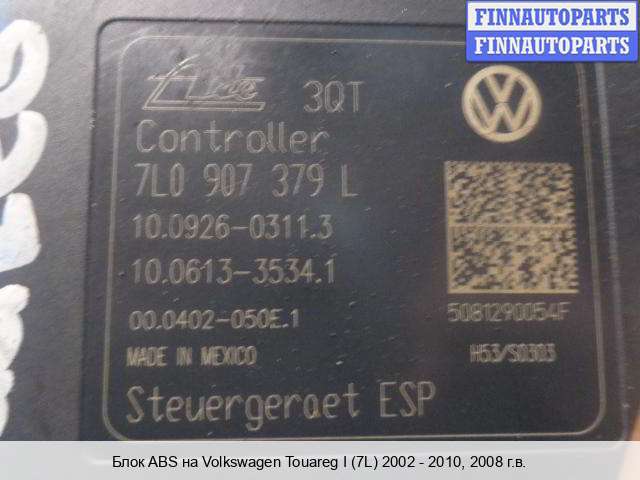 FINNAUTOPARTS
FINNAUTOPARTS
Ate 3QT
Controller
7L0 907 379 L
10.0926-0311.3
10.0613-3534.1
00.0402-050E.1
5081290054F
MADE IN MEXICO
H53/S0303
Steuergeraet ESP
Блок ABS на Volkswagen Touareg I (7L) 2002 - 2010, 2008 г.в.